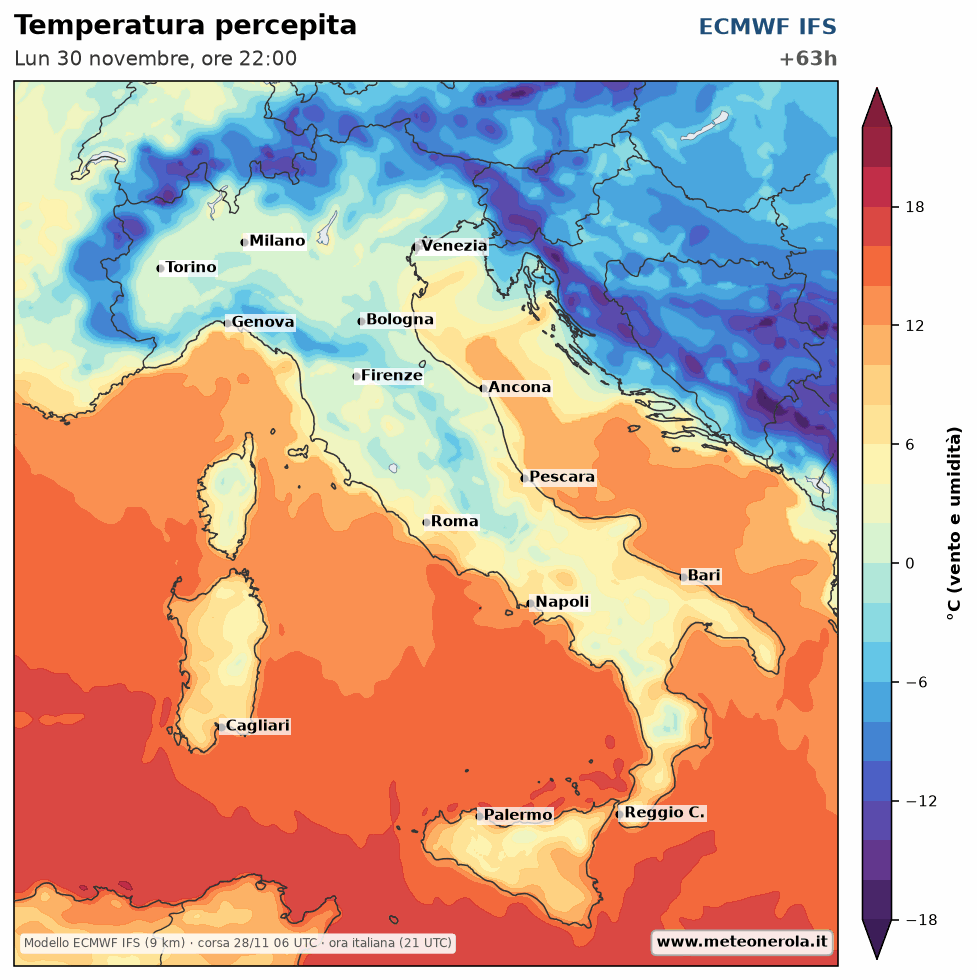 Temperatura percepita
ECMWF IFS
Lun 30 novembre, ore 22:00
+63h
Milano
Venezia
Torino
Genova
Bologna
Firenze
Ancona
Pescara
Roma
Bari
Napoli
Cagliari
Palermo
Reggio C.
18
12
6
0
−6
−12
−18
°C (vento e umidità)
Modello ECMWF IFS (9 km) · corsa 28/11 06 UTC · ora italiana (21 UTC)
www.meteonerola.it